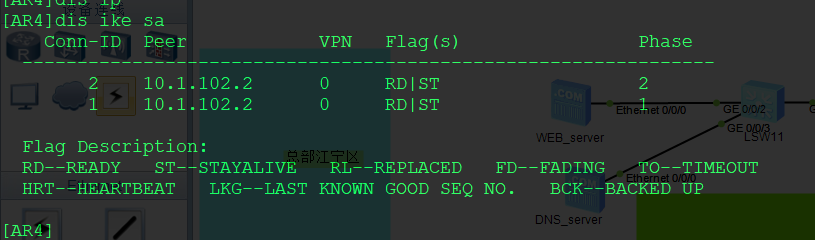 [AR4]dis ip
[AR4]dis ike sa
Conn-ID  Peer            VPN   Flag(s)                Phase
---------------------------------------------------------------
2    10.1.102.2      0     RD|ST                  2
1    10.1.102.2      0     RD|ST                  1
Flag Description:
RD--READY   ST--STAYALIVE   RL--REPLACED   FD--FADING   TO--TIMEOUT
HRT--HEARTBEAT   LKG--LAST KNOWN GOOD SEQ NO.   BCK--BACKED UP
[AR4]
总部江宁区
.COM
WEB_server
Ethernet 0/0/0
GE 0/0/2
GE 0/0/3
LSW11
.COM
DNS_server
Ethernet 0/0/0
R